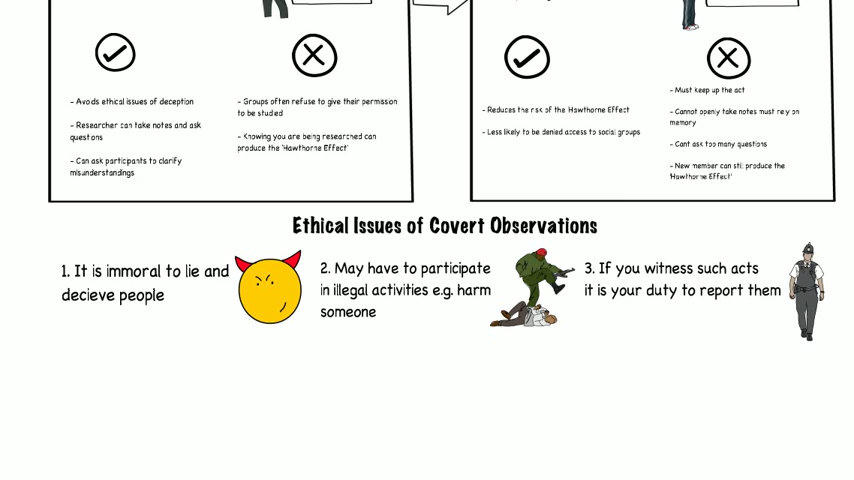 - Avoids ethical issues of deception
- Researcher can take notes and ask
questions
- Can ask participants to clarify
misunderstandings
- Groups often refuse to give their permission
to be studied
- Knowing you are being researched can
produce the 'Hawthorne Effect'
- Reduces the risk of the 'Hawthorne Effect
- Less likely to be denied access to social groups
- Must keep up the act
- Cannot openly take notes must rely on
memory
- Cant ask too many questions
- New member can still produce the
'Hawthorne Effect'
Ethical Issues of Covert Observations
1. It is immoral to lie and
decieve people
2. May have to participate
in illegal activities e.g. harm
someone
3. If you witness such acts
it is your duty to report them